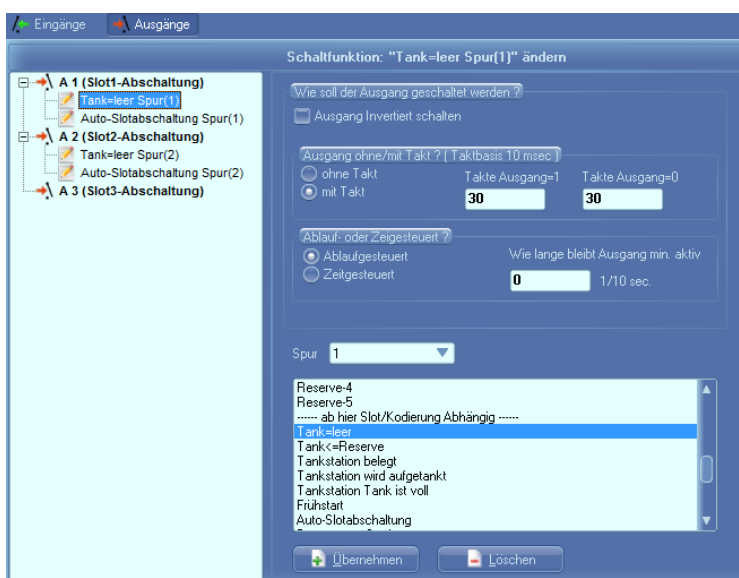 Eingänge Ausgänge
Schaltfunktion: "Tank=leer Spur(1)" ändern
A 1 (Slot1-Abschaltung)
Tank=leer Spur(1)
Auto-Slotabschaltung Spur(1)
A 2 (Slot2-Abschaltung)
Tank=leer Spur(2)
Auto-Slotabschaltung Spur(2)
A 3 (Slot3-Abschaltung)
Wie soll der Ausgang geschaltet werden ?
Ausgang Invertiert schalten
Ausgang ohne/mit Takt ? ( Taktbasis 10 msec )
ohne Takt
mit Takt
Takte Ausgang=1 Takte Ausgang=0
30 30
Ablauf- oder Zeigesteuert ?
Ablaufgesteuert
Zeitgesteuert
Wie lange bleibt Ausgang min. aktiv
0 1/10 sec.
Spur 1
Reserve-4
Reserve-5
------ ab hier Slot/Kodierung Abhängig ------
Tank=leer
Tank<=Reserve
Tankstation belegt
Tankstation wird aufgetankt
Tankstation Tank ist voll
Frühstart
Auto-Slotabschaltung
Übernehmen Löschen